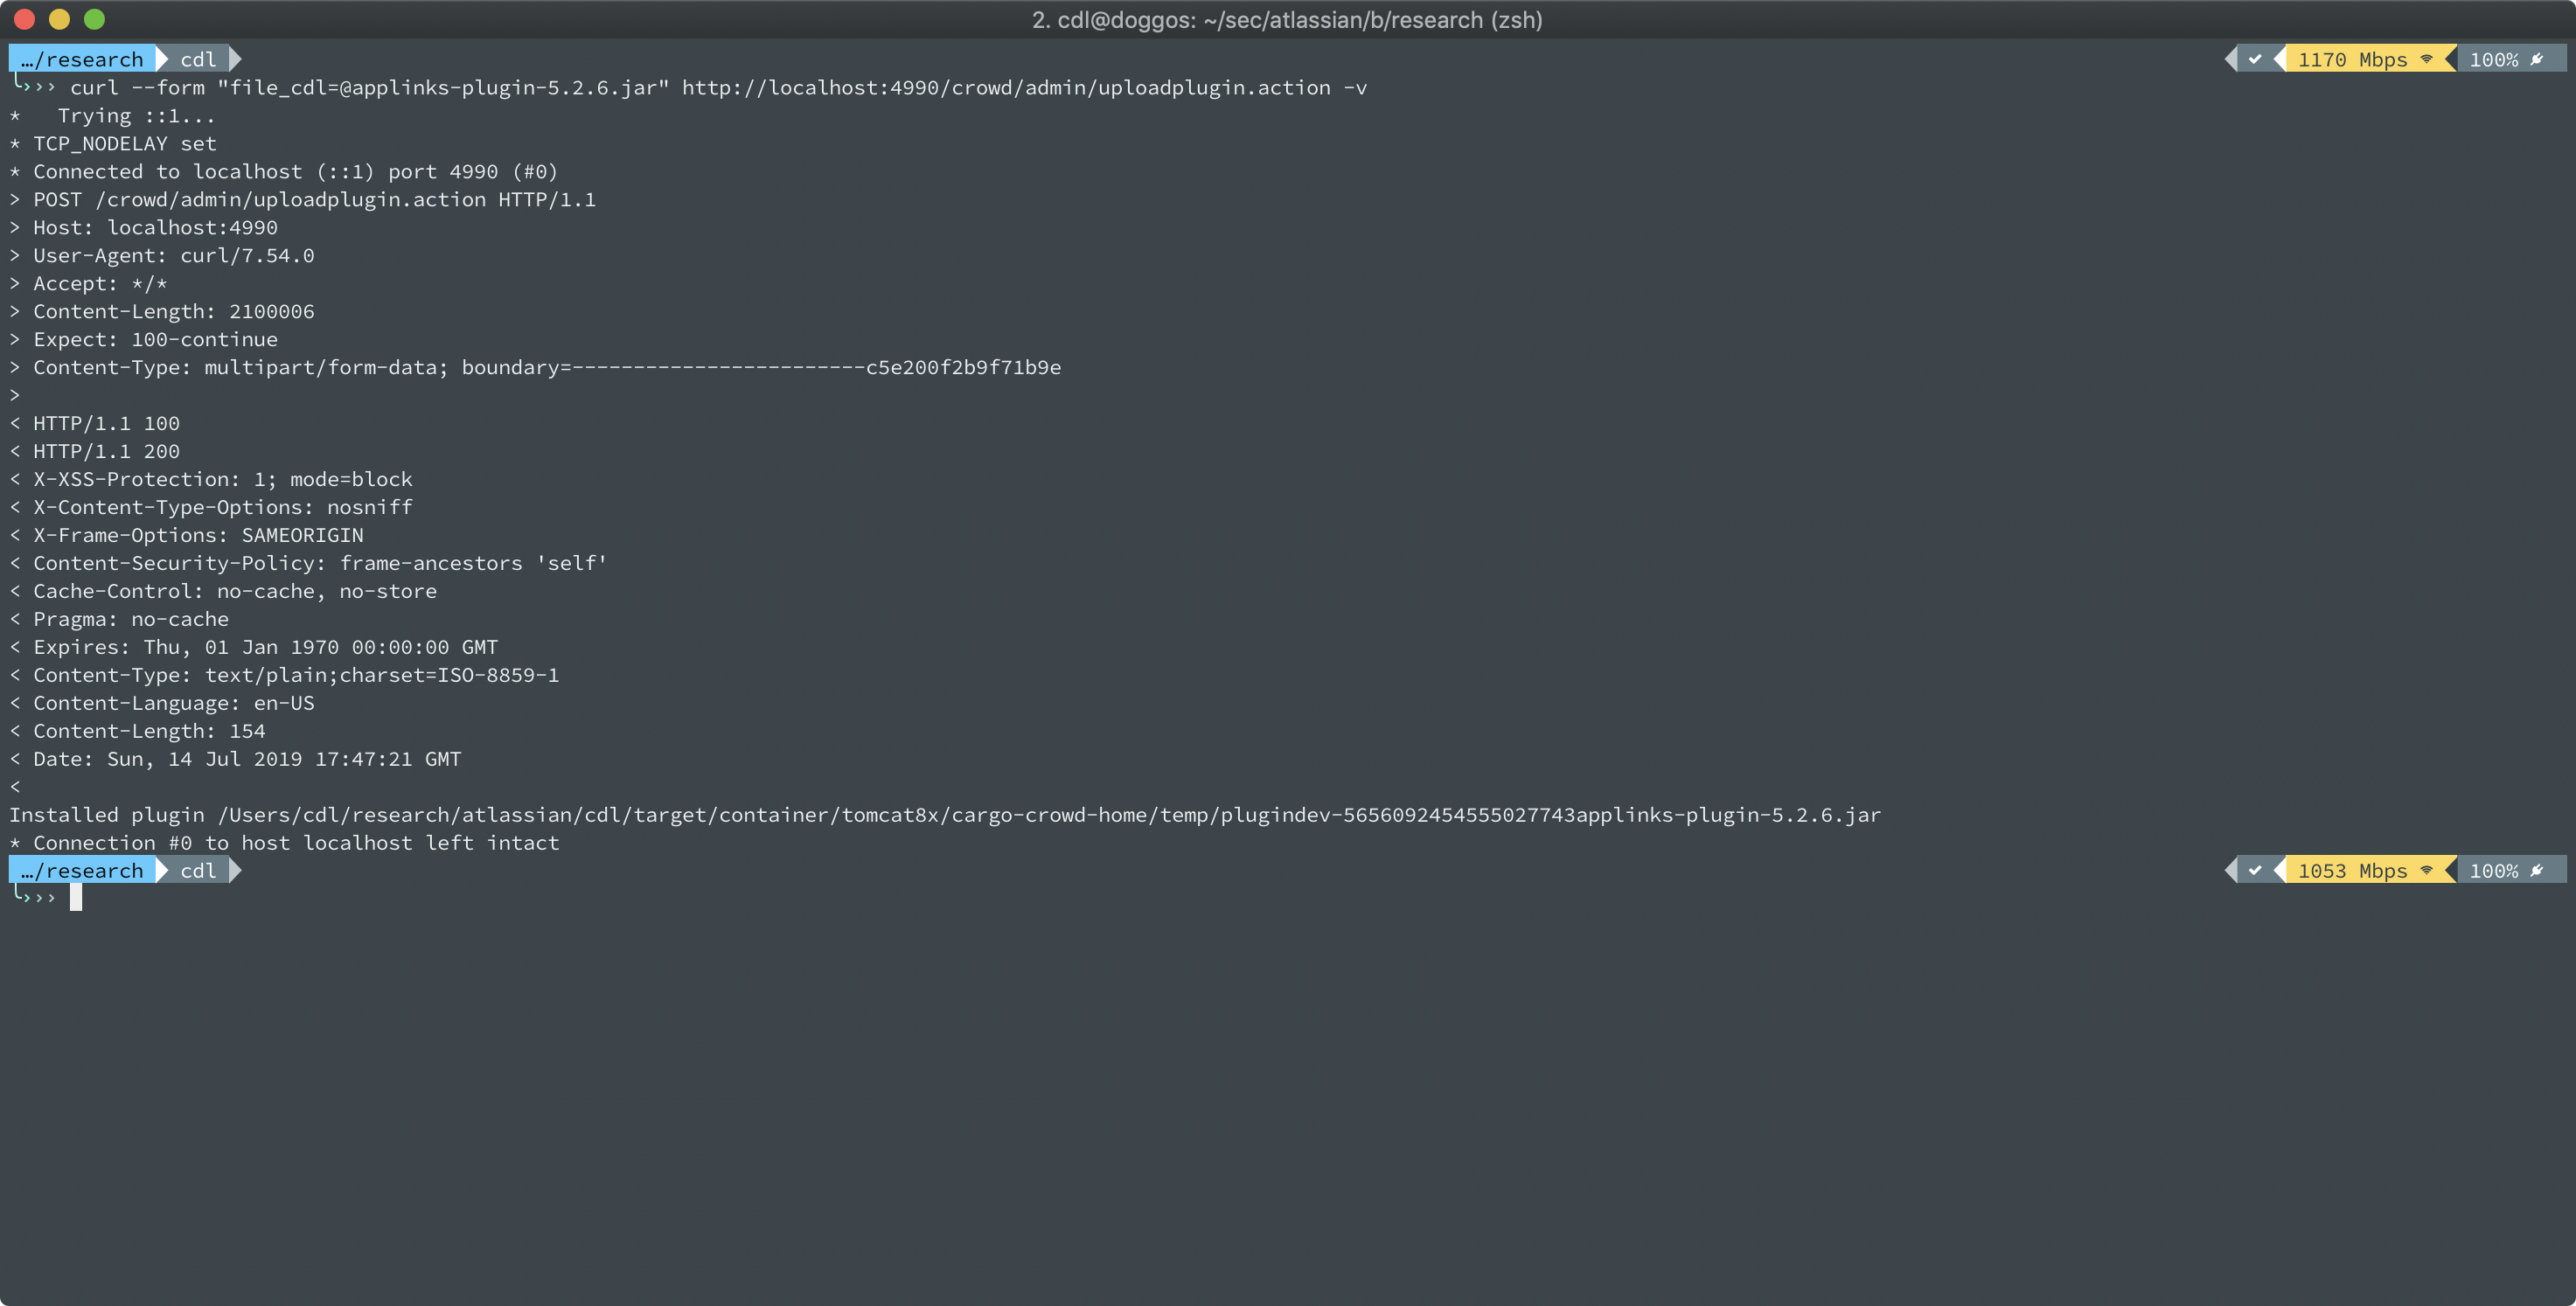 2. cdl@doggos: ~/sec/atlassian/b/research (zsh)
…/research cdl 1170 Mbps 100%
curl --form "file_cdl=@applinks-plugin-5.2.6.jar" http://localhost:4990/crowd/admin/uploadplugin.action -v
*   Trying ::1...
* TCP_NODELAY set
* Connected to localhost (::1) port 4990 (#0)
> POST /crowd/admin/uploadplugin.action HTTP/1.1
> Host: localhost:4990
> User-Agent: curl/7.54.0
> Accept: */*
> Content-Length: 2100006
> Expect: 100-continue
> Content-Type: multipart/form-data; boundary=------------------------c5e200f2b9f71b9e
>
< HTTP/1.1 100
< HTTP/1.1 200
< X-XSS-Protection: 1; mode=block
< X-Content-Type-Options: nosniff
< X-Frame-Options: SAMEORIGIN
< Content-Security-Policy: frame-ancestors 'self'
< Cache-Control: no-cache, no-store
< Pragma: no-cache
< Expires: Thu, 01 Jan 1970 00:00:00 GMT
< Content-Type: text/plain;charset=ISO-8859-1
< Content-Language: en-US
< Content-Length: 154
< Date: Sun, 14 Jul 2019 17:47:21 GMT
<
Installed plugin /Users/cdl/research/atlassian/cdl/target/container/tomcat8x/cargo-crowd-home/temp/plugindev-5656092454555027743applinks-plugin-5.2.6.jar
* Connection #0 to host localhost left intact
…/research cdl 1053 Mbps 100%